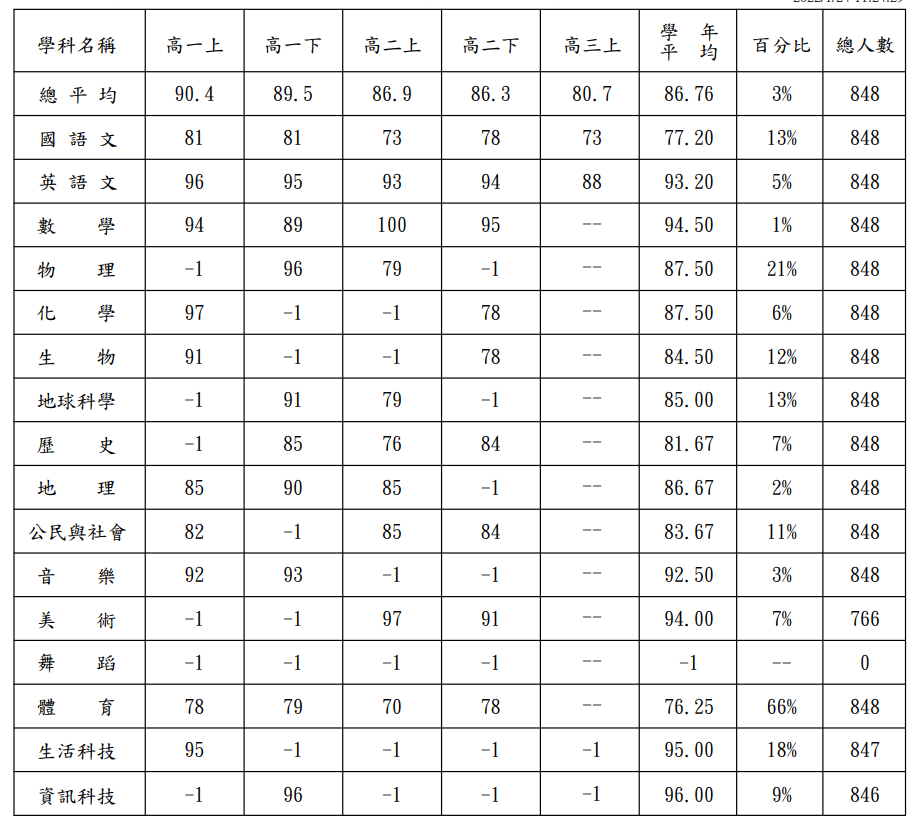 學科名稱 高一上 高一下 高二上 高二下 高三上 學年平均 百分比 總人數
總平均 90.4 89.5 86.9 86.3 80.7 86.76 3% 848
國語文 81 81 73 78 73 77.20 13% 848
英語文 96 95 93 94 88 93.20 5% 848
數學 94 89 100 95 -- 94.50 1% 848
物理 -1 96 79 -1 -- 87.50 21% 848
化學 97 -1 -1 78 -- 87.50 6% 848
生物 91 -1 -1 78 -- 84.50 12% 848
地球科學 -1 91 79 -1 -- 85.00 13% 848
歷史 -1 85 76 84 -- 81.67 7% 848
地理 85 90 85 -1 -- 86.67 2% 848
公民與社會 82 -1 85 84 -- 83.67 11% 848
音樂 92 93 -1 -1 -- 92.50 3% 848
美術 -1 -1 97 91 -- 94.00 7% 766
舞蹈 -1 -1 -1 -1 -- -1 -- 0
體育 78 79 70 78 -- 76.25 66% 848
生活科技 95 -1 -1 -1 -1 95.00 18% 847
資訊科技 -1 96 -1 -1 -1 96.00 9% 846